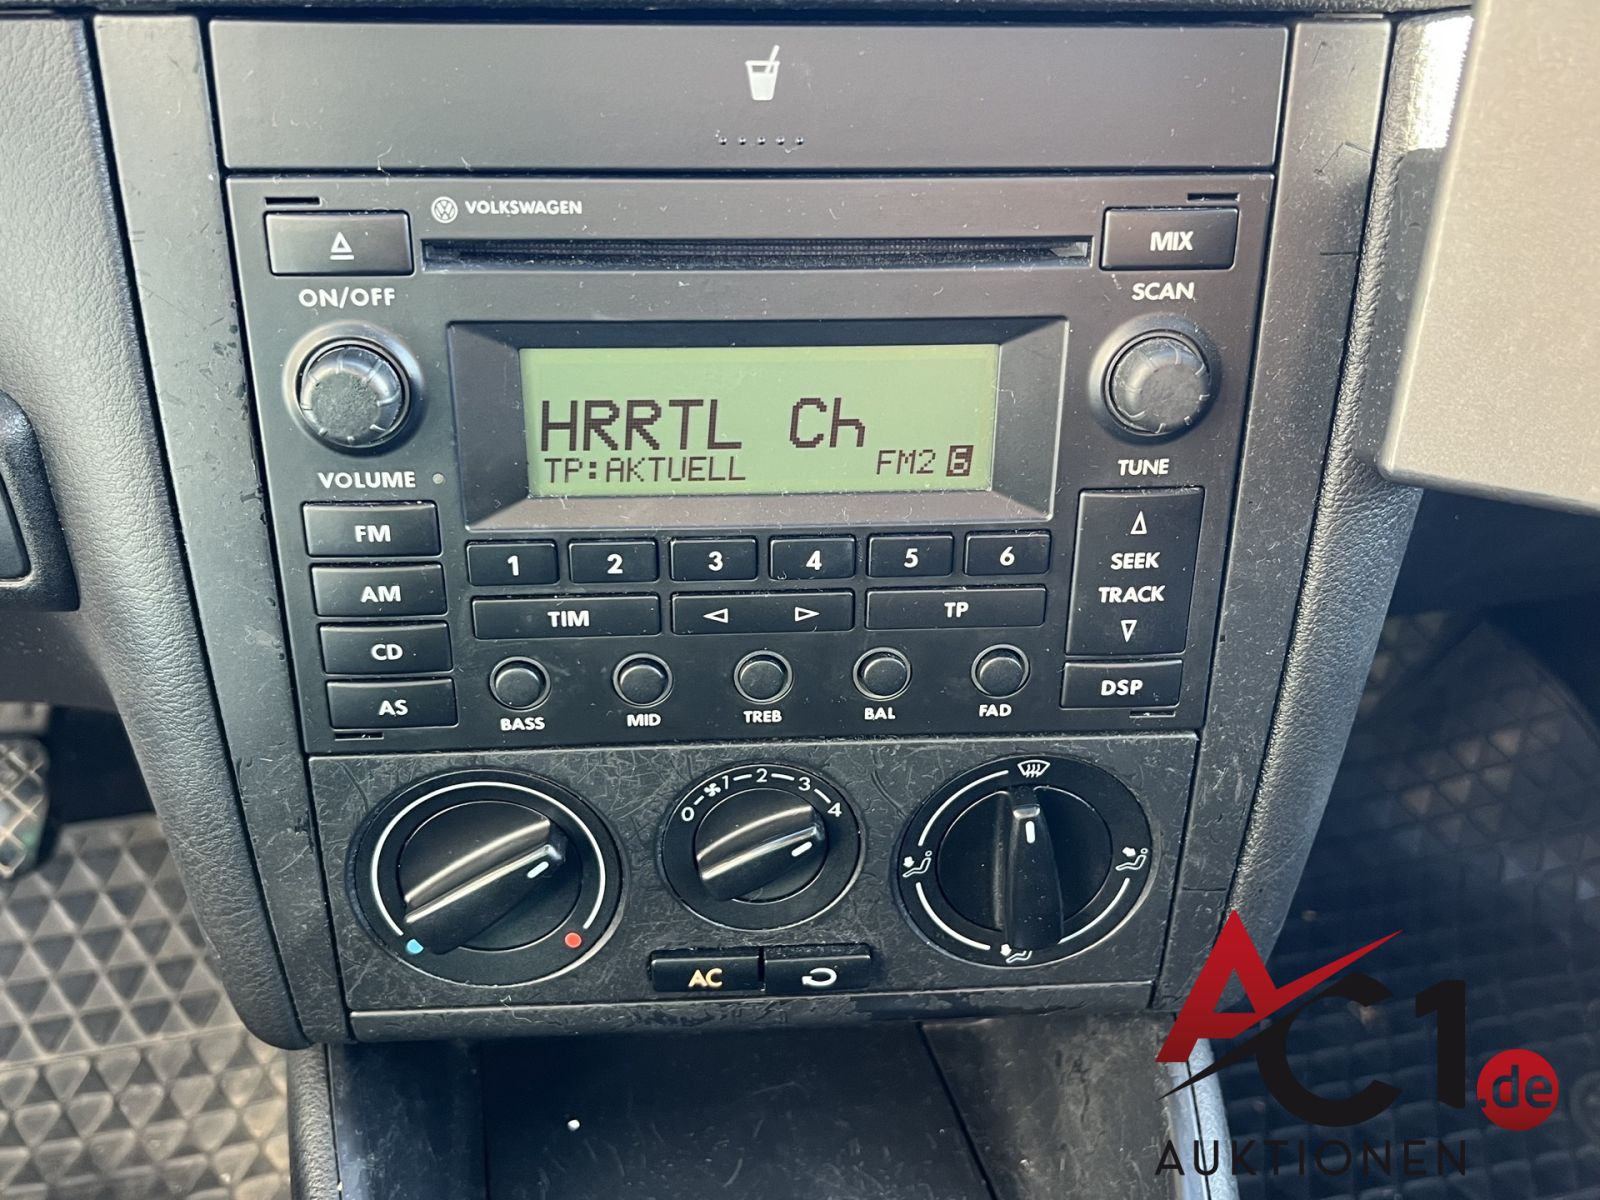 VOLKSWAGEN
MIX
ON/OFF
SCAN
HRRTL Ch
TP:AKTUELL FM2 6
VOLUME
TUNE
FM
1 2 3 4 5 6
SEEK
AM
TIM
TP
TRACK
CD
DSP
AS
BASS MID TREB BAL FAD
0 1 2 3 4
AC
AC1.de
AUKTIONEN